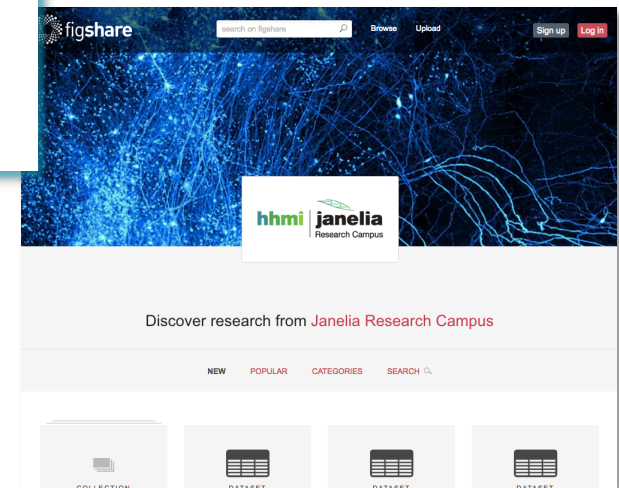 figshare
search on figshare
Browse
Upload
Sign up
Log in
hhmi janelia
Research Campus
Discover research from Janelia Research Campus
NEW POPULAR CATEGORIES SEARCH
COLLECTION DATASET DATASET DATASET